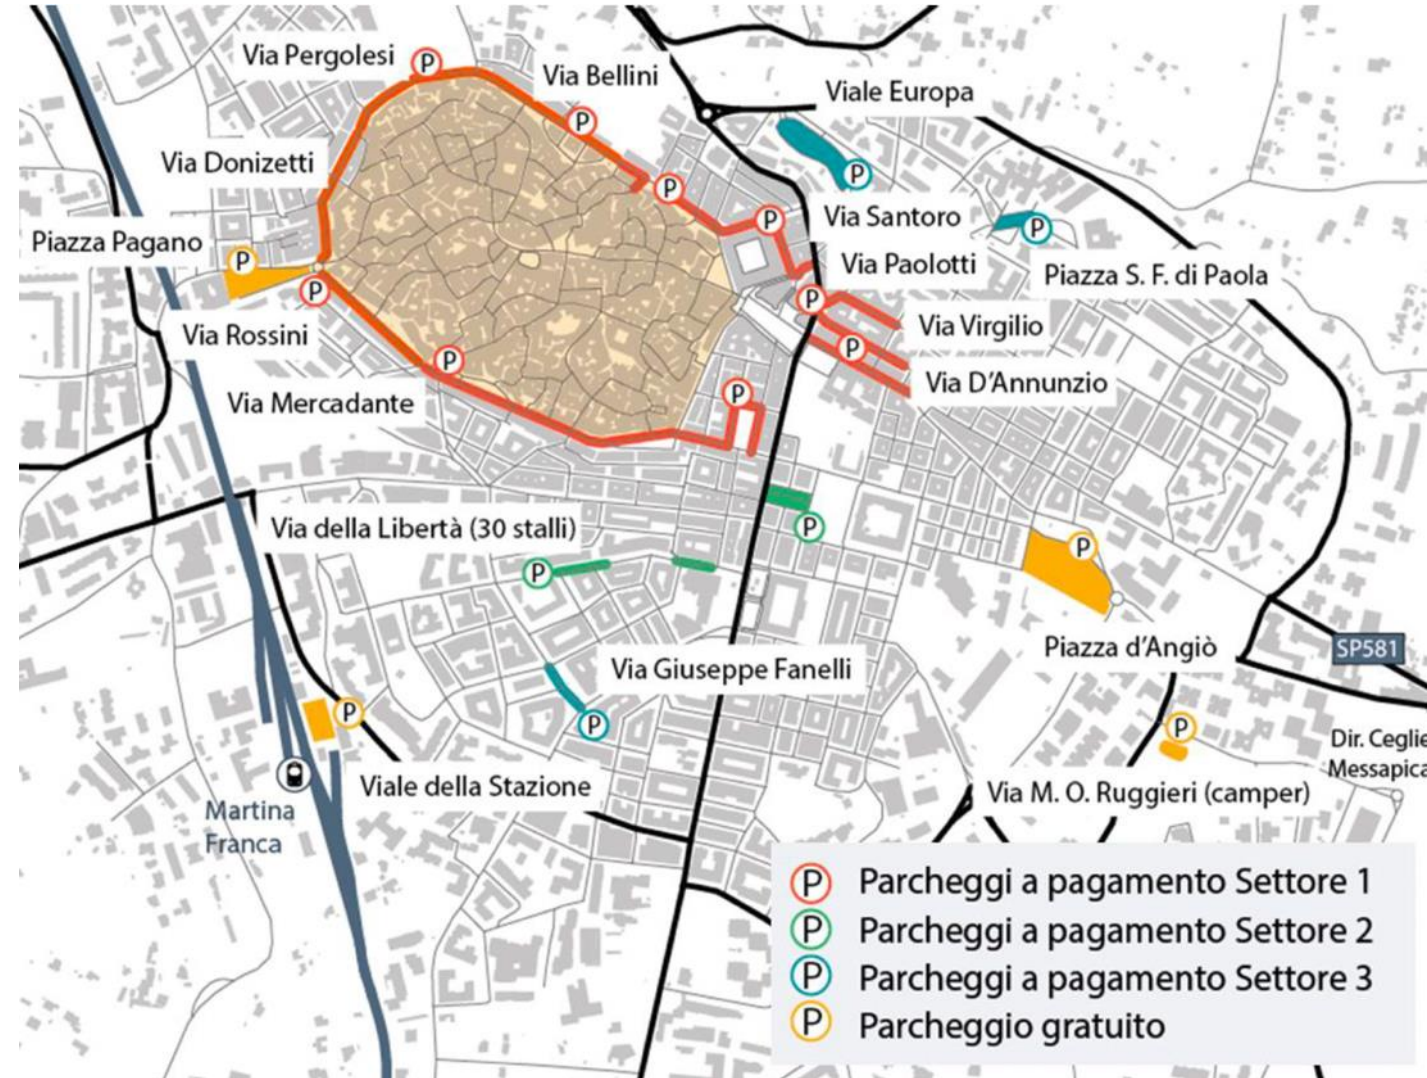 Via Pergolesi
P
Via Bellini
Viale Europa
P
Via Donizetti
P
P
Via Santoro
P
P
Piazza Pagano
P
Via Paolotti
Piazza S. F. di Paola
P
P
Via Rossini
Via Virgilio
P
P
Via Mercadante
Via D'Annunzio
P
Via della Libertà (30 stalli)
P
P
P
Piazza d'Angiò
SP581
Via Giuseppe Fanelli
P
P
P
Dir. Ceglie
Messapica
Viale della Stazione
Via M. O. Ruggieri (camper)
Martina
Franca
P Parcheggi a pagamento Settore 1
P Parcheggi a pagamento Settore 2
P Parcheggi a pagamento Settore 3
P Parcheggio gratuito